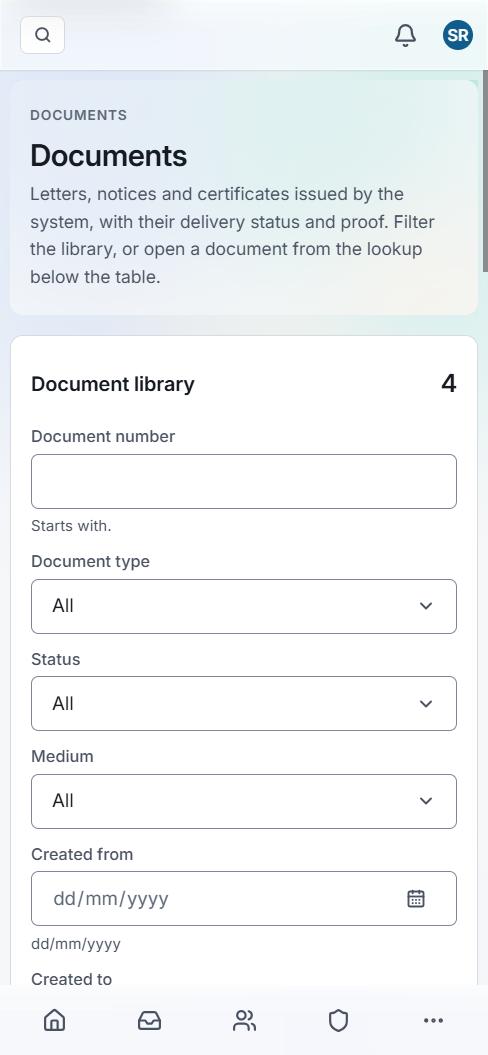 SR
DOCUMENTS
Documents
Letters, notices and certificates issued by the
system, with their delivery status and proof. Filter
the library, or open a document from the lookup
below the table.
Document library 4
Document number
Starts with.
Document type
All
Status
All
Medium
All
Created from
dd/mm/yyyy
dd/mm/yyyy
Created to